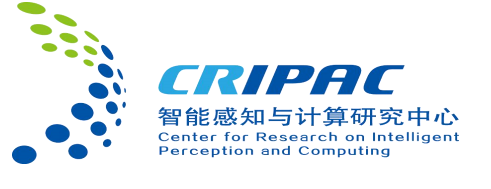 CRIPAC
智能感知与计算研究中心
Center for Research on Intelligent
Perception and Computing